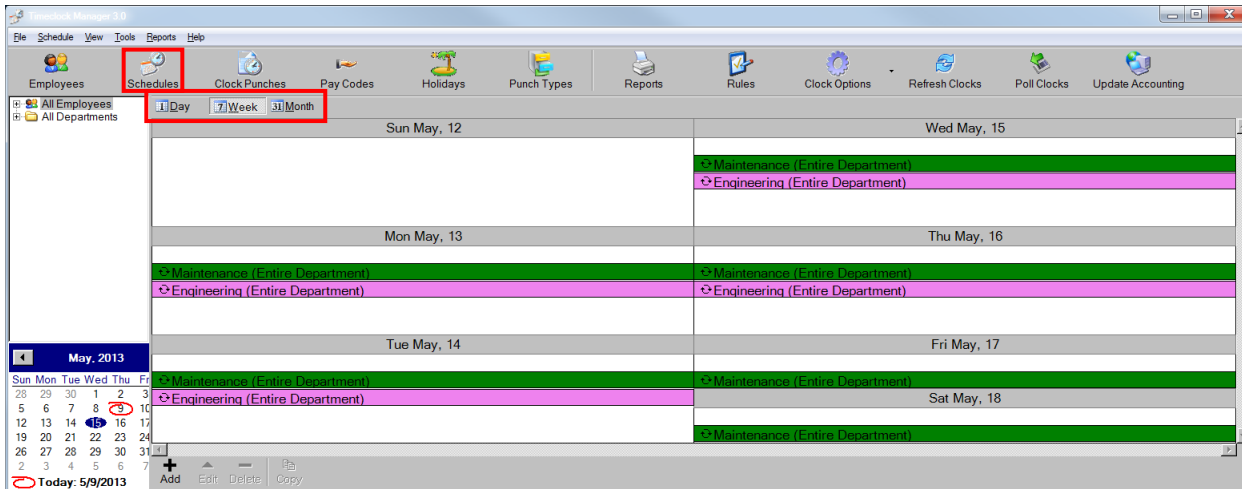 Timeclock Manager 3.0
File Schedule View Tools Reports Help
Employees Schedules Clock Punches Pay Codes Holidays Punch Types Reports Rules Clock Options Refresh Clocks Poll Clocks Update Accounting
All Employees
All Departments
1 Day 7 Week 31 Month
Sun May, 12 Wed May, 15
Maintenance (Entire Department)
Engineering (Entire Department)
Mon May, 13 Thu May, 16
Maintenance (Entire Department) Maintenance (Entire Department)
Engineering (Entire Department) Engineering (Entire Department)
Tue May, 14 Fri May, 17
Maintenance (Entire Department) Maintenance (Entire Department)
Engineering (Entire Department) Sat May, 18
Maintenance (Entire Department)
May, 2013
Sun Mon Tue Wed Thu Fr
28 29 30 1 2 3
5 6 7 8 9 10
12 13 14 15 16 17
19 20 21 22 23 24
26 27 28 29 30 31
2 3 4 5 6 7
Today: 5/9/2013
Add Edit Delete Copy